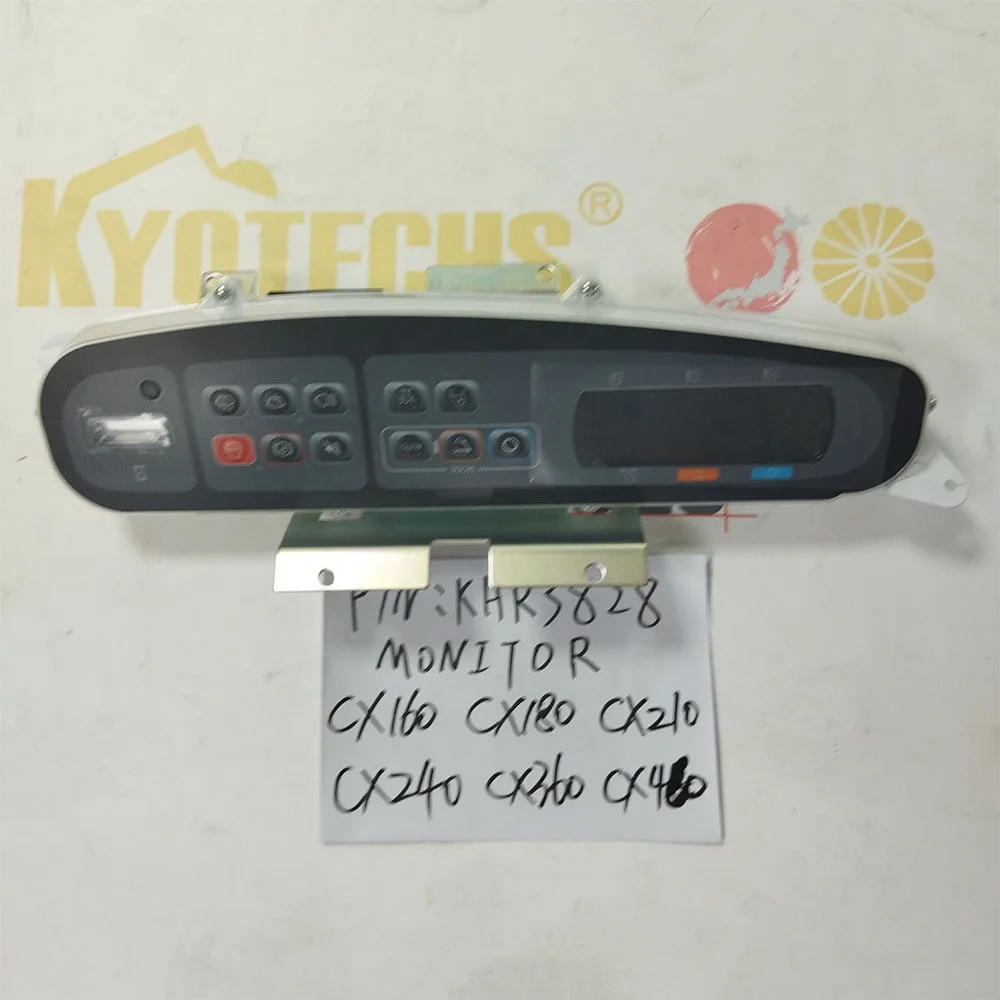 KYOTECHS®
P/N:KHR3828
MONITOR
CX160 CX180 CX210
CX240 CX360 CX460